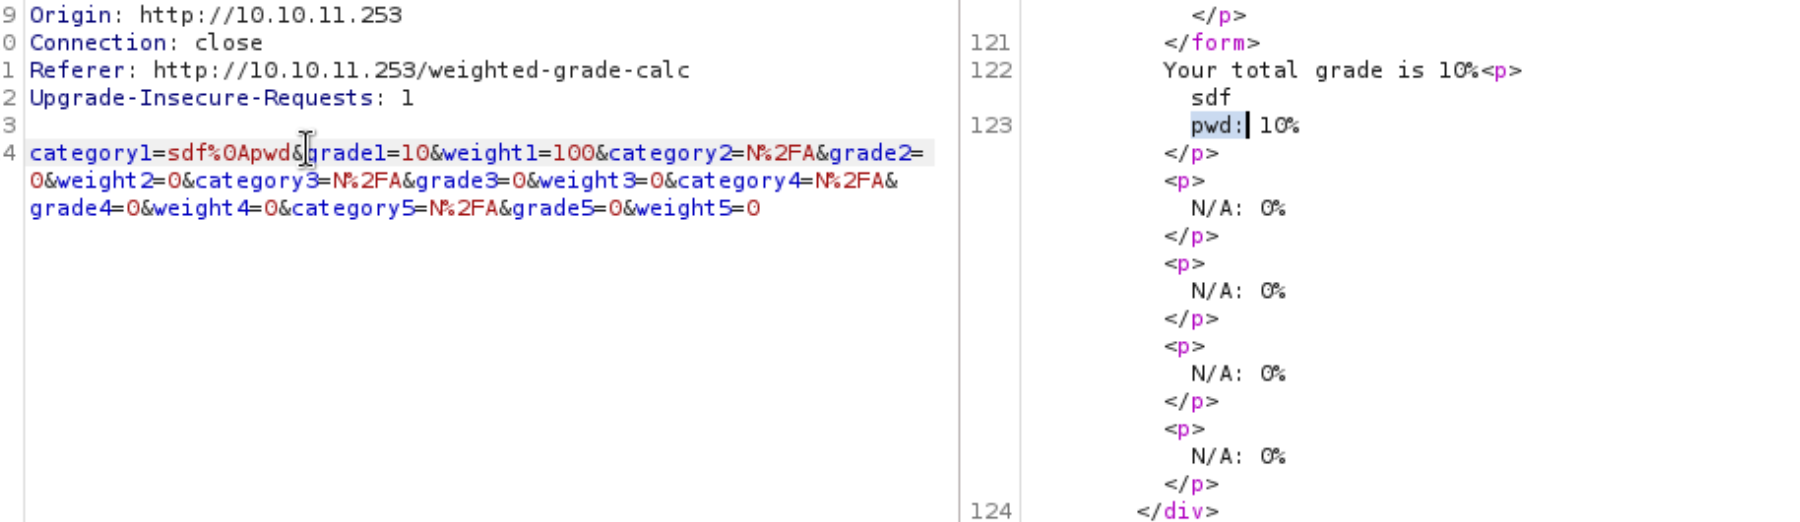 9 Origin: http://10.10.11.253
0 Connection: close
1 Referer: http://10.10.11.253/weighted-grade-calc
2 Upgrade-Insecure-Requests: 1
3
4 category1=sdf%0Apwd&grade1=10&weight1=100&category2=N%2FA&grade2=
0&weight2=0&category3=N%2FA&grade3=0&weight3=0&category4=N%2FA&
grade4=0&weight4=0&category5=N%2FA&grade5=0&weight5=0
</p>
121 </form>
122 Your total grade is 10%<p>
sdf
123 pwd: 10%
</p>
<p>
N/A: 0%
</p>
<p>
N/A: 0%
</p>
<p>
N/A: 0%
</p>
<p>
N/A: 0%
</p>
124 </div>